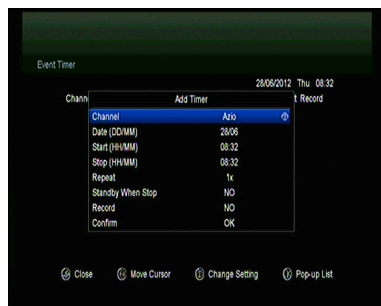 Event Timer
28/06/2012 Thu 08:32
Chann t Record
Add Timer
Channel Azio
Date (DD/MM) 28/06
Start (HH/MM) 08:32
Stop (HH/MM) 08:32
Repeat 1x
Standby When Stop NO
Record NO
Confirm OK
Close Move Cursor Change Setting Pop-up List